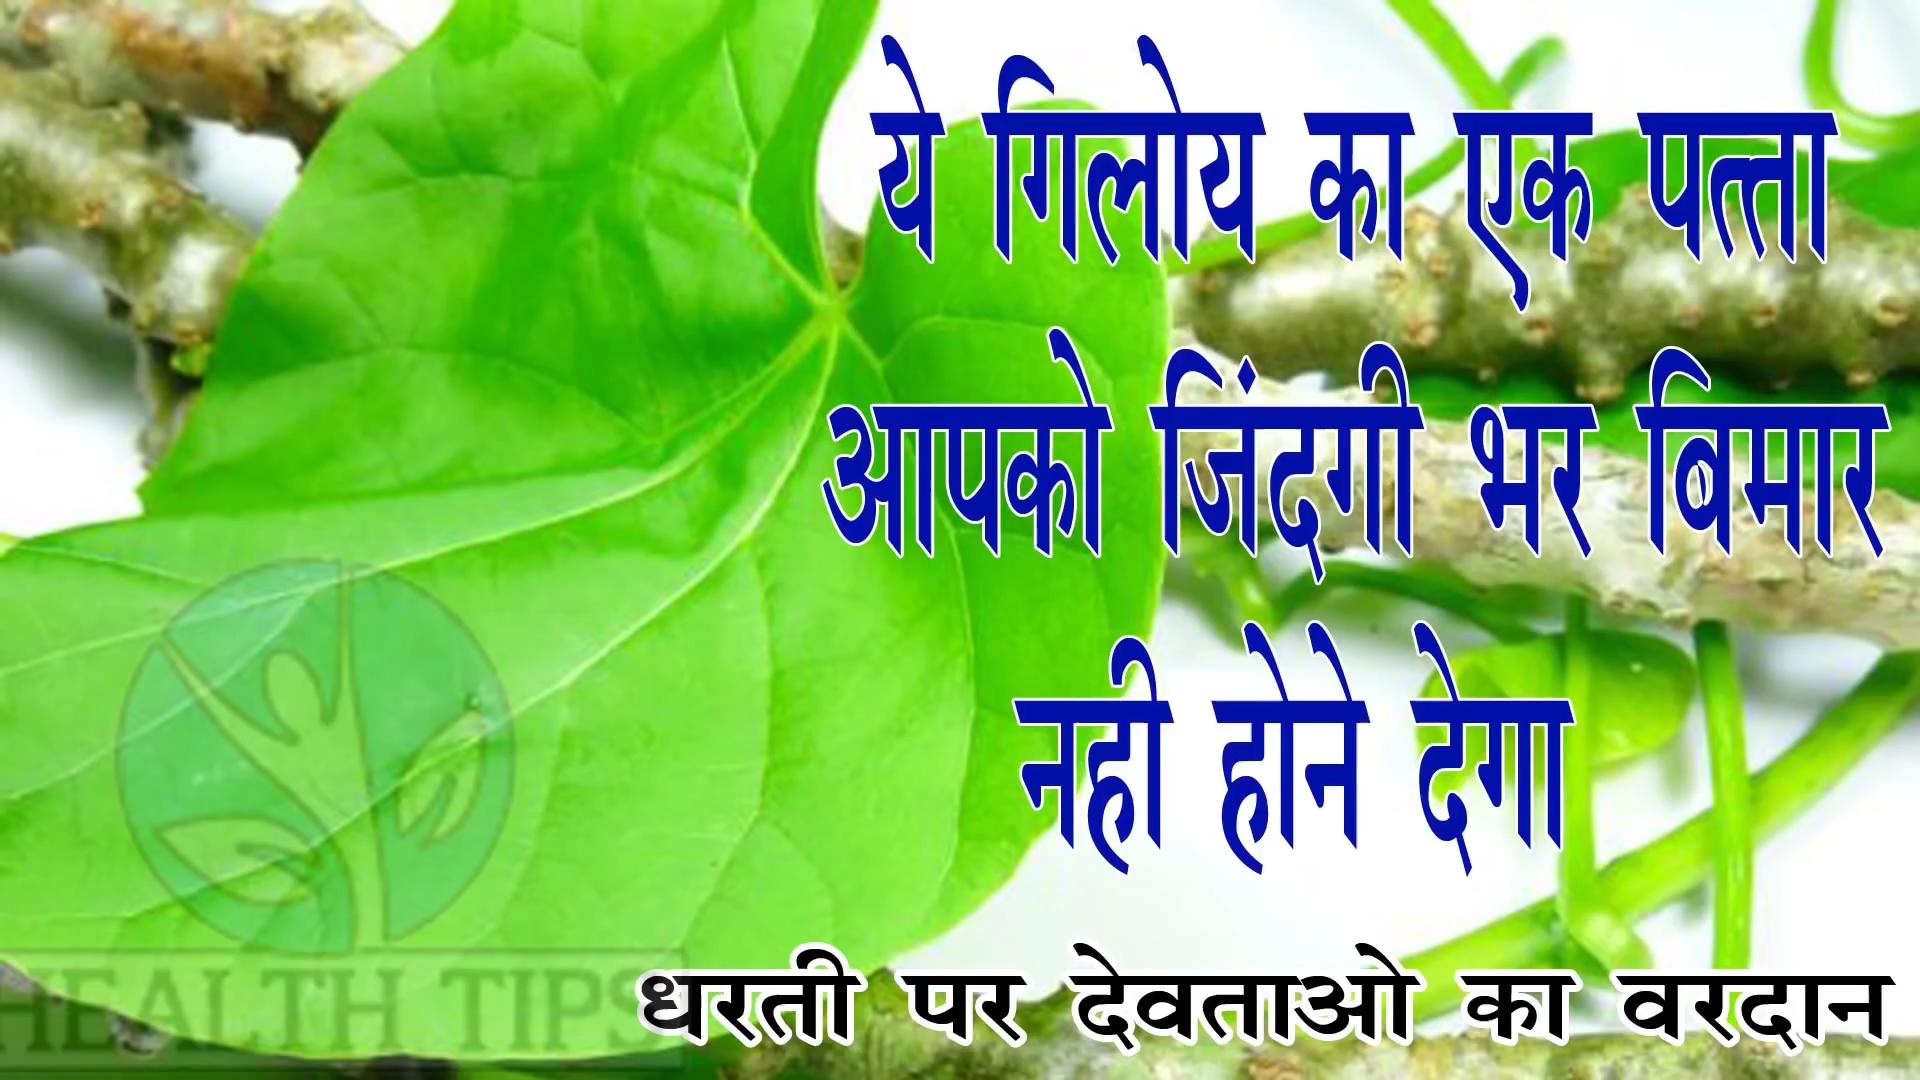 ये गिलोय का एक पत्ता
आपको जिंदगी भर बिमार
नही होने देगा
धरती पर देवताओ का वरदान
HEALTH TIPS